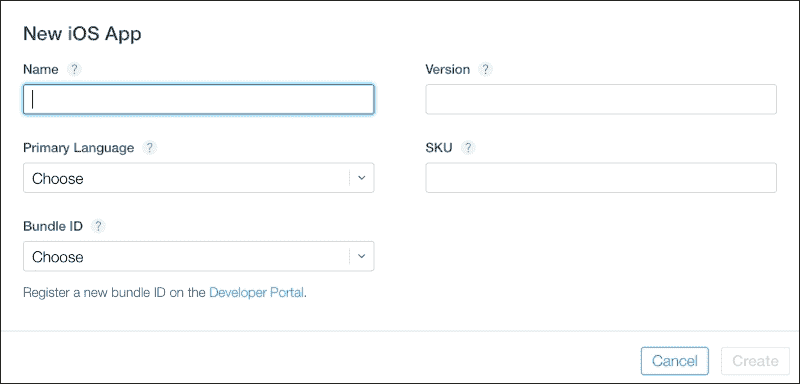 New iOS App
Name ?
Version ?
Primary Language ?
Choose
SKU ?
Bundle ID ?
Choose
Register a new bundle ID on the Developer Portal.
Cancel
Create